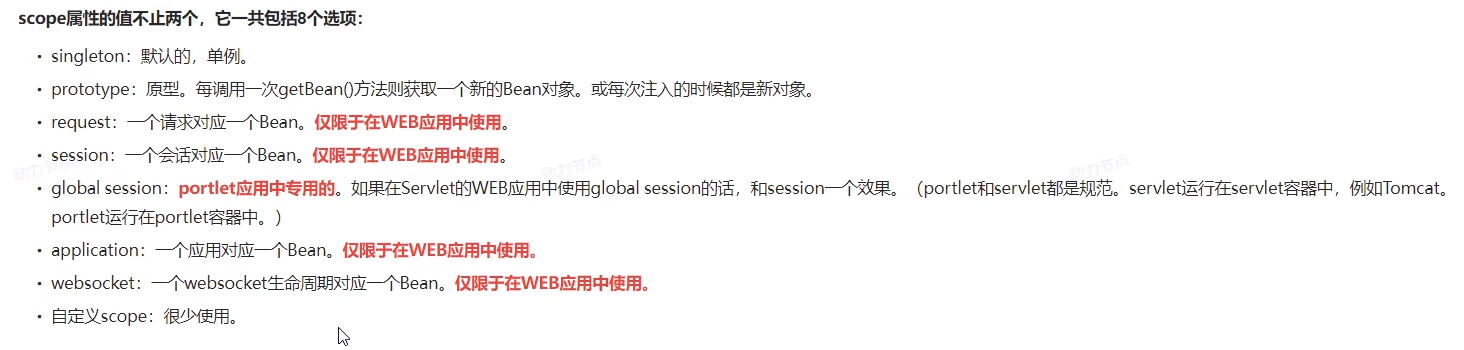 scope属性的值不止两个，它一共包括8个选项：
• singleton：默认的，单例。
• prototype：原型。每调用一次getBean()方法则获取一个新的Bean对象。或每次注入的时候都是新对象。
• request：一个请求对应一个Bean。仅限于在WEB应用中使用。
• session：一个会话对应一个Bean。仅限于在WEB应用中使用。
动力节点 动力节点 动力节点
• global session：portlet应用中专用的。如果在Servlet的WEB应用中使用global session的话，和session一个效果。（portlet和servlet都是规范。servlet运行在servlet容器中，例如Tomcat。
portlet运行在portlet容器中。）
• application：一个应用对应一个Bean。仅限于在WEB应用中使用。
• websocket：一个websocket生命周期对应一个Bean。仅限于在WEB应用中使用。
• 自定义scope：很少使用。